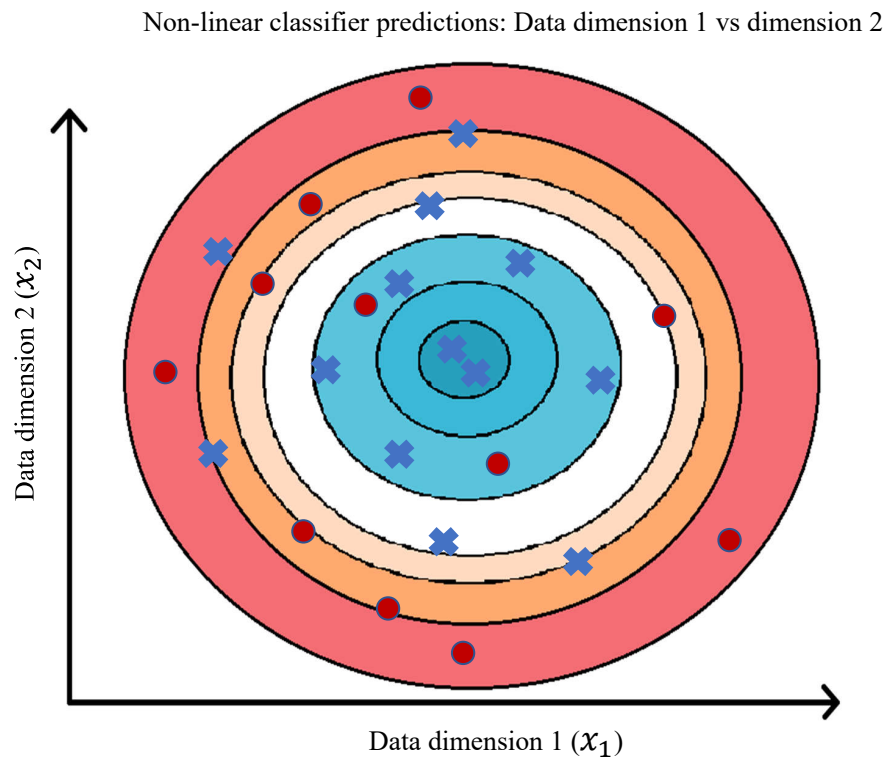 Non-linear classifier predictions: Data dimension 1 vs dimension 2
Data dimension 2 (x₂)
Data dimension 1 (x₁)